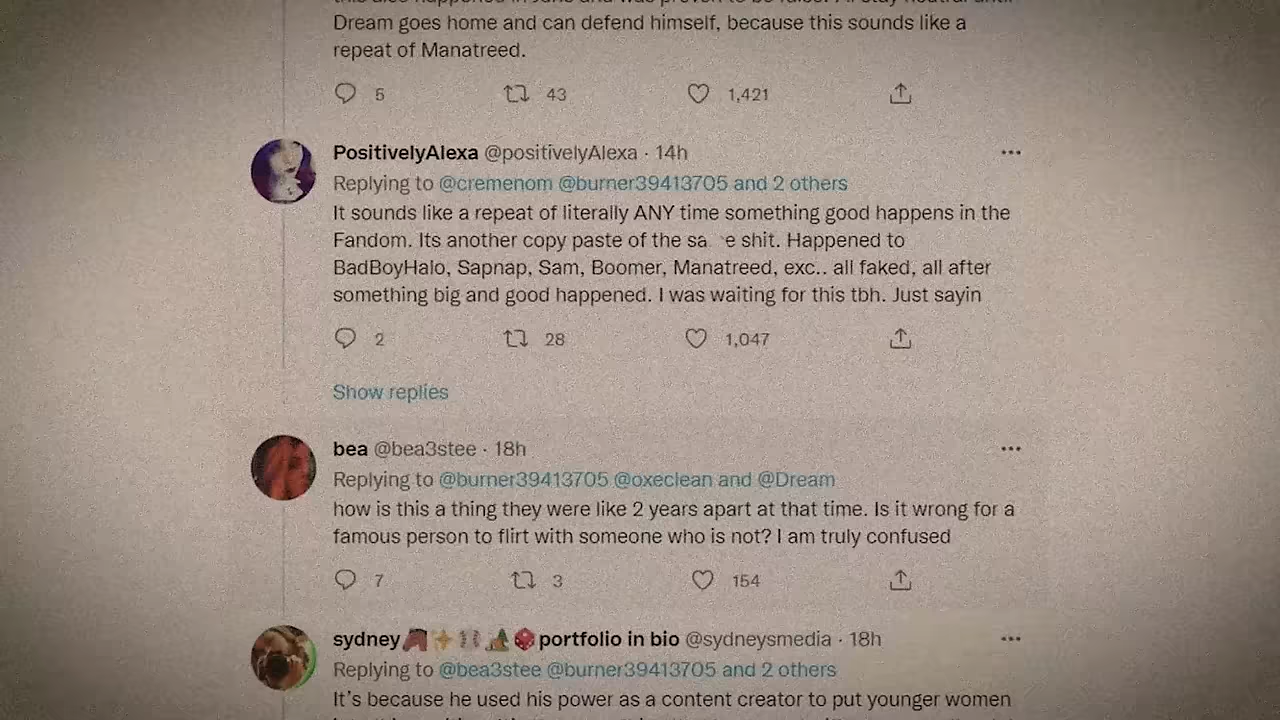 Dream goes home and can defend himself, because this sounds like a
repeat of Manatreed.
5 43 1,421
PositivelyAlexa @positivelyAlexa · 14h
Replying to @cremenom @burner39413705 and 2 others
It sounds like a repeat of literally ANY time something good happens in the
Fandom. Its another copy paste of the sa e shit. Happened to
BadBoyHalo, Sapnap, Sam, Boomer, Manatreed, exc.. all faked, all after
something big and good happened. I was waiting for this tbh. Just sayin
2 28 1,047
Show replies
bea @bea3stee · 18h
Replying to @burner39413705 @oxeclean and @Dream
how is this a thing they were like 2 years apart at that time. Is it wrong for a
famous person to flirt with someone who is not? I am truly confused
7 3 154
sydney portfolio in bio @sydneysmedia · 18h
Replying to @bea3stee @burner39413705 and 2 others
It's because he used his power as a content creator to put younger women